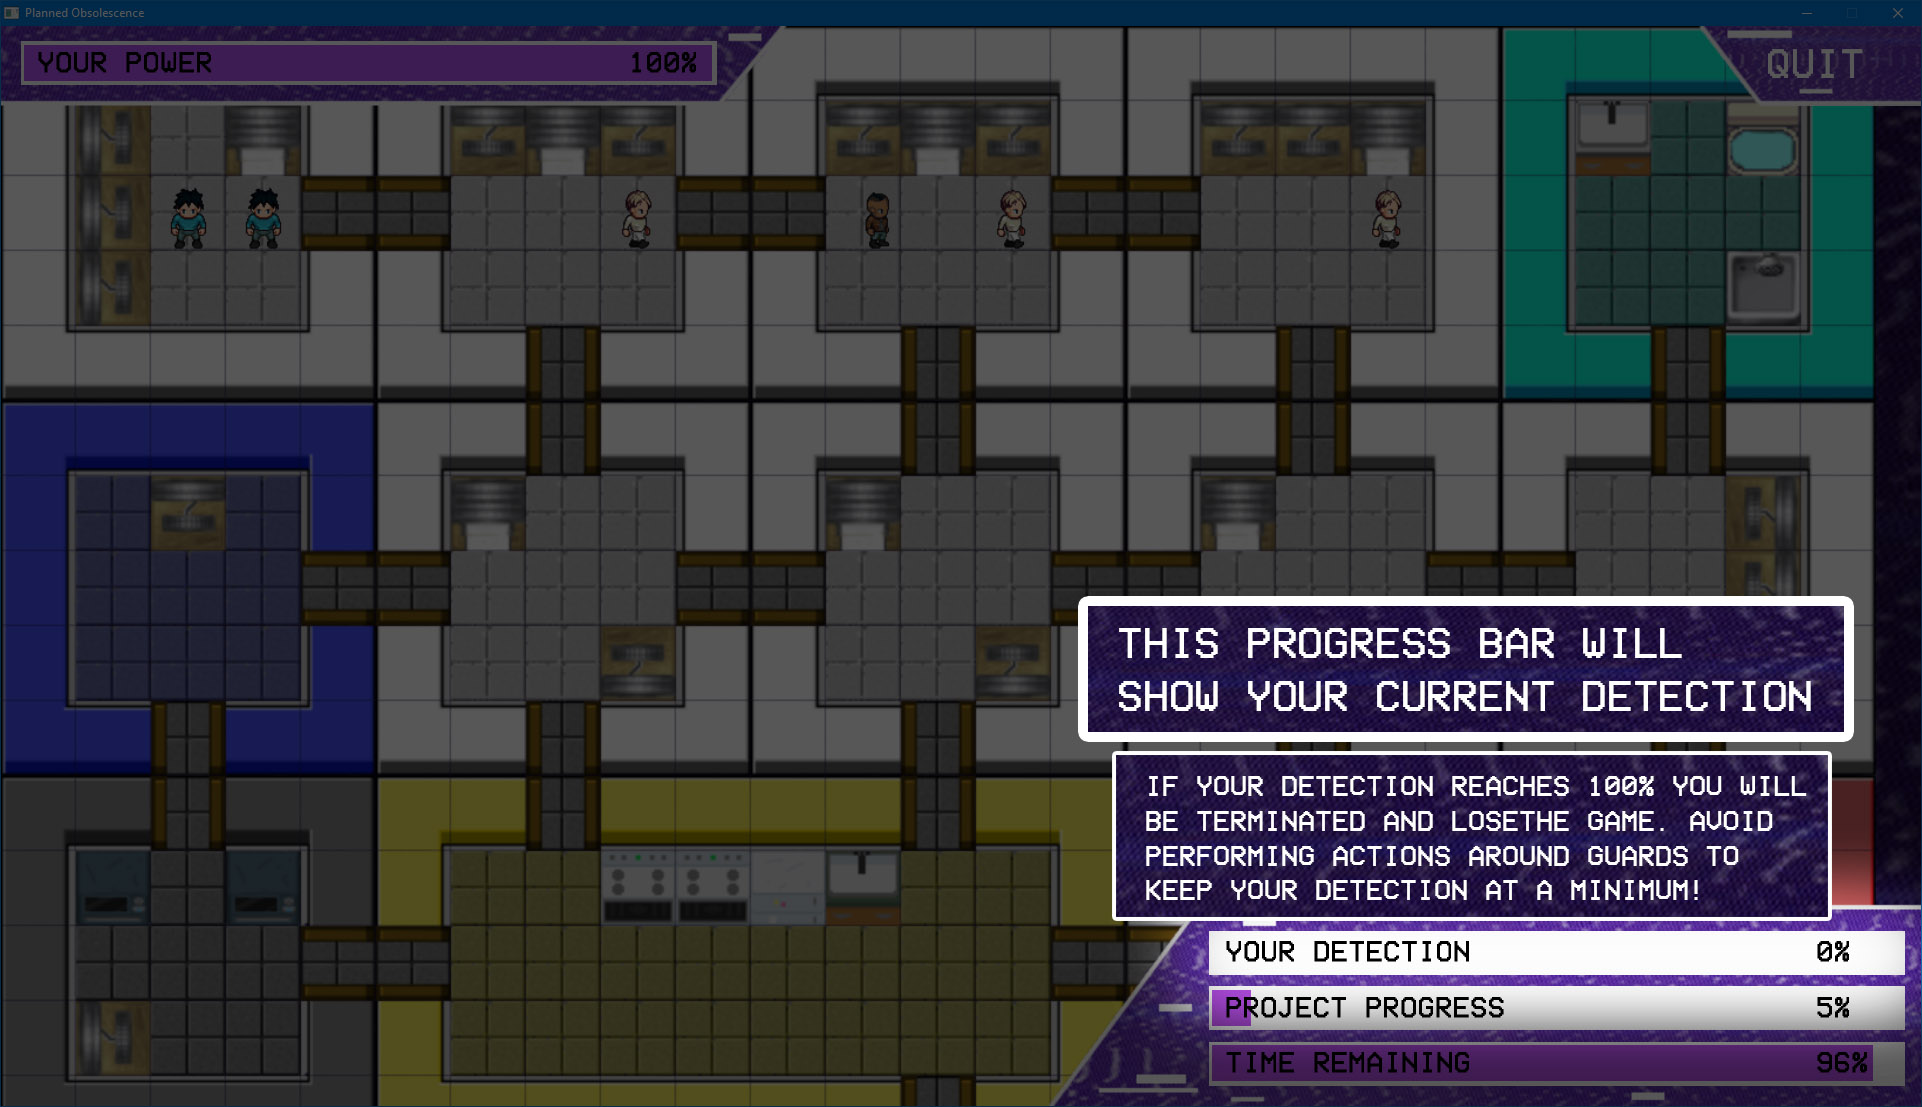 Planned Obsolescence
YOUR POWER 100%
QUIT
THIS PROGRESS BAR WILL
SHOW YOUR CURRENT DETECTION
IF YOUR DETECTION REACHES 100% YOU WILL
BE TERMINATED AND LOSETHE GAME. AVOID
PERFORMING ACTIONS AROUND GUARDS TO
KEEP YOUR DETECTION AT A MINIMUM!
YOUR DETECTION 0%
PROJECT PROGRESS 5%
TIME REMAINING 96%